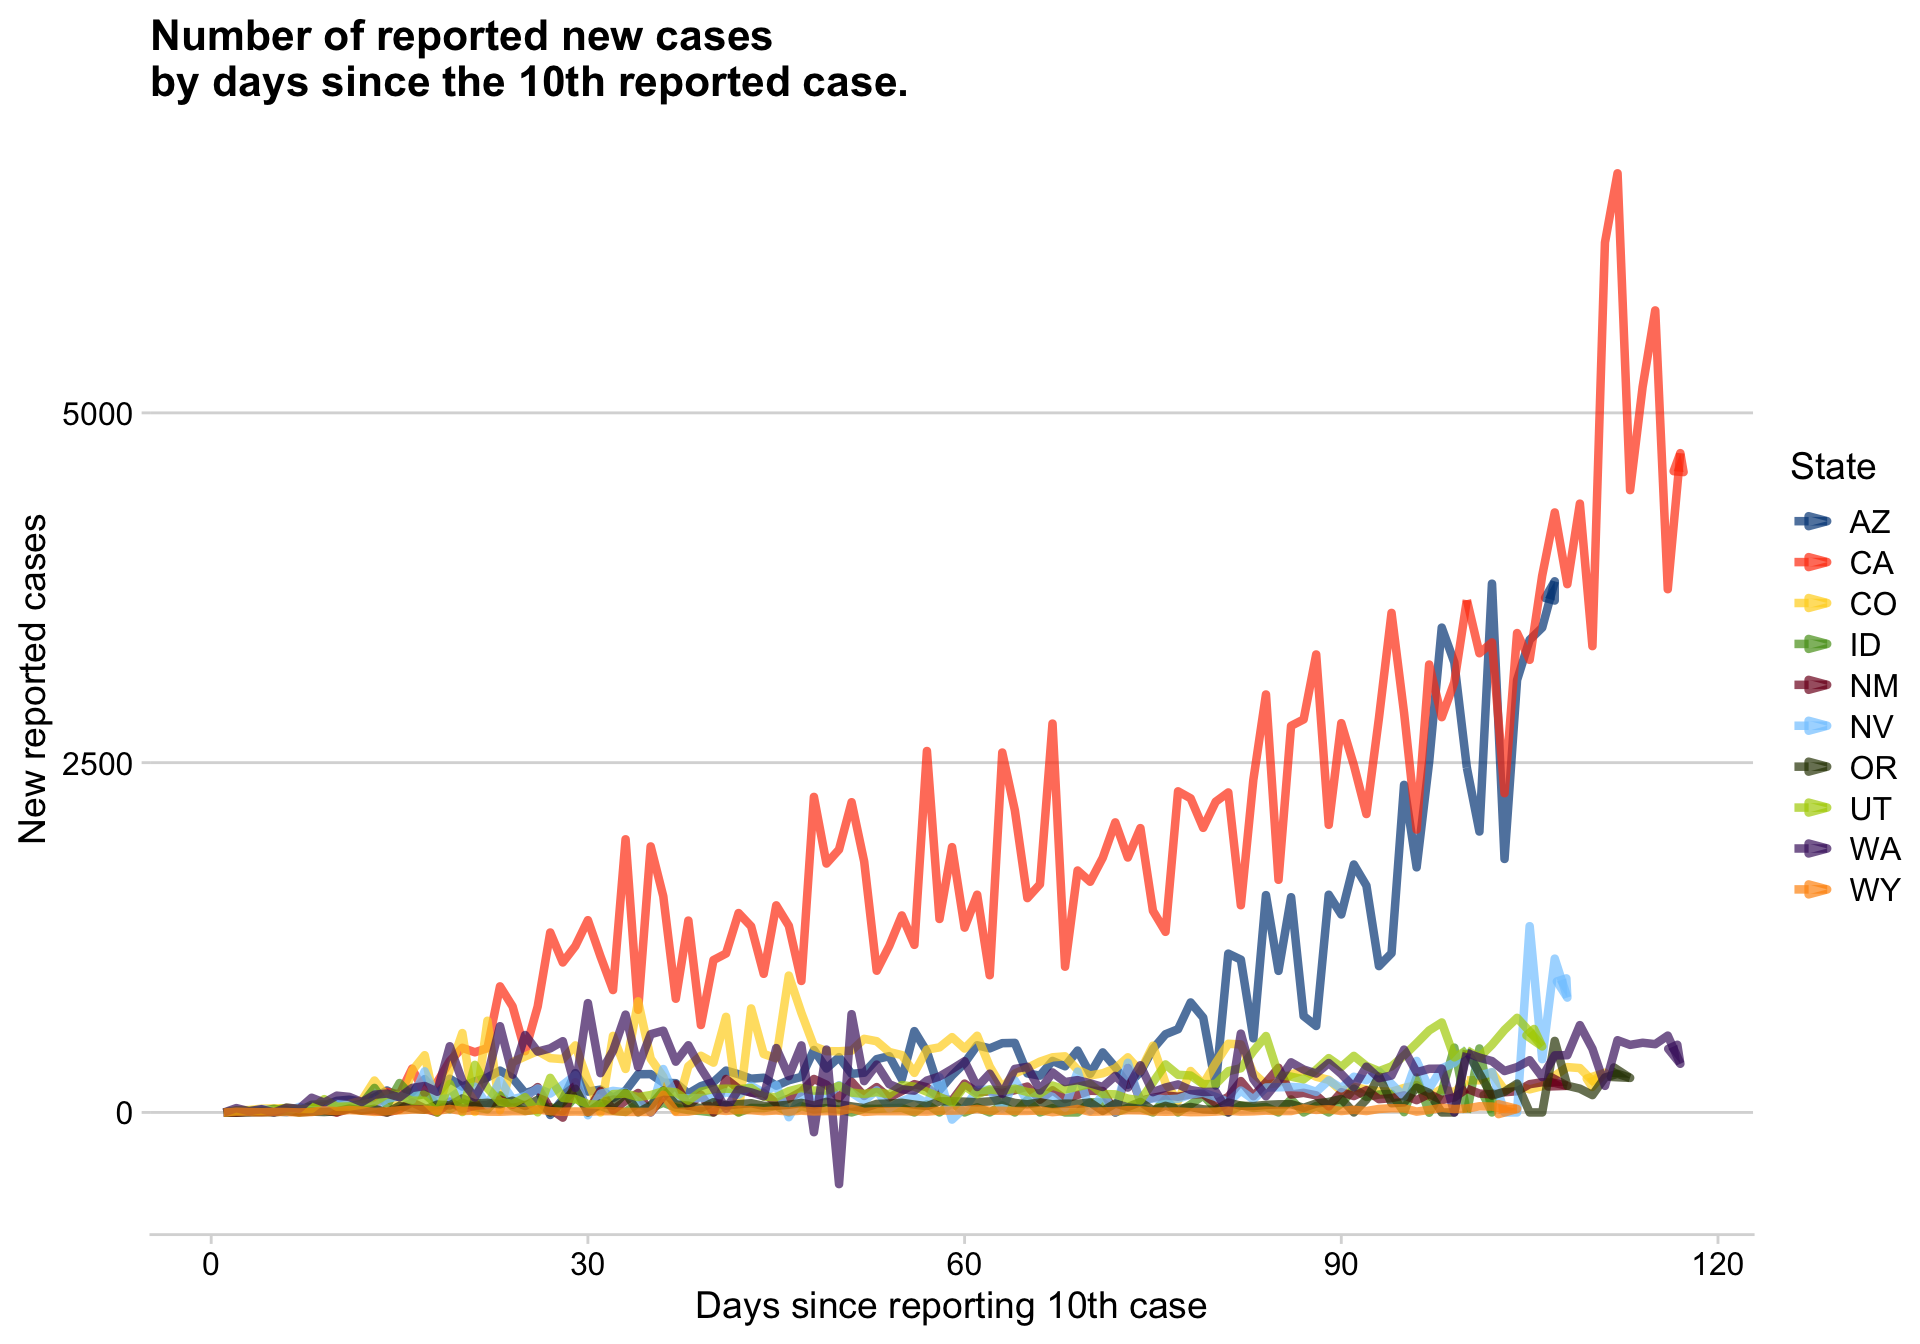 Number of reported new cases
by days since the 10th reported case.
New reported cases
5000
2500
0
0 30 60 90 120
Days since reporting 10th case
State
AZ
CA
CO
ID
NM
NV
OR
UT
WA
WY